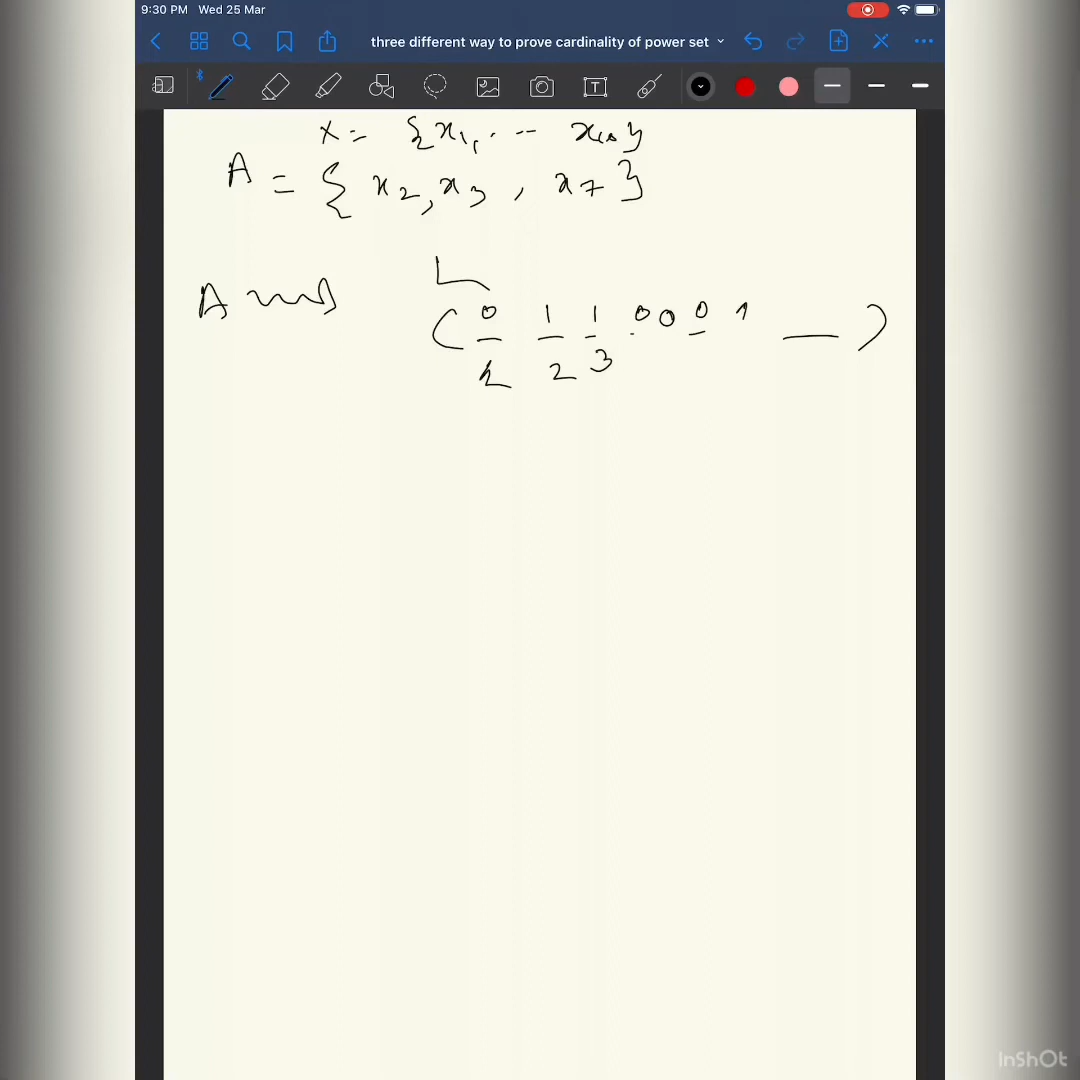 9:30 PM Wed 25 Mar
three different way to prove cardinality of power set
T
X = {x1, . -- x10}
A = { x2, x3 , x7 }
A
( 0 1 1 0 0 0 1 __ )
2 3
InShOt